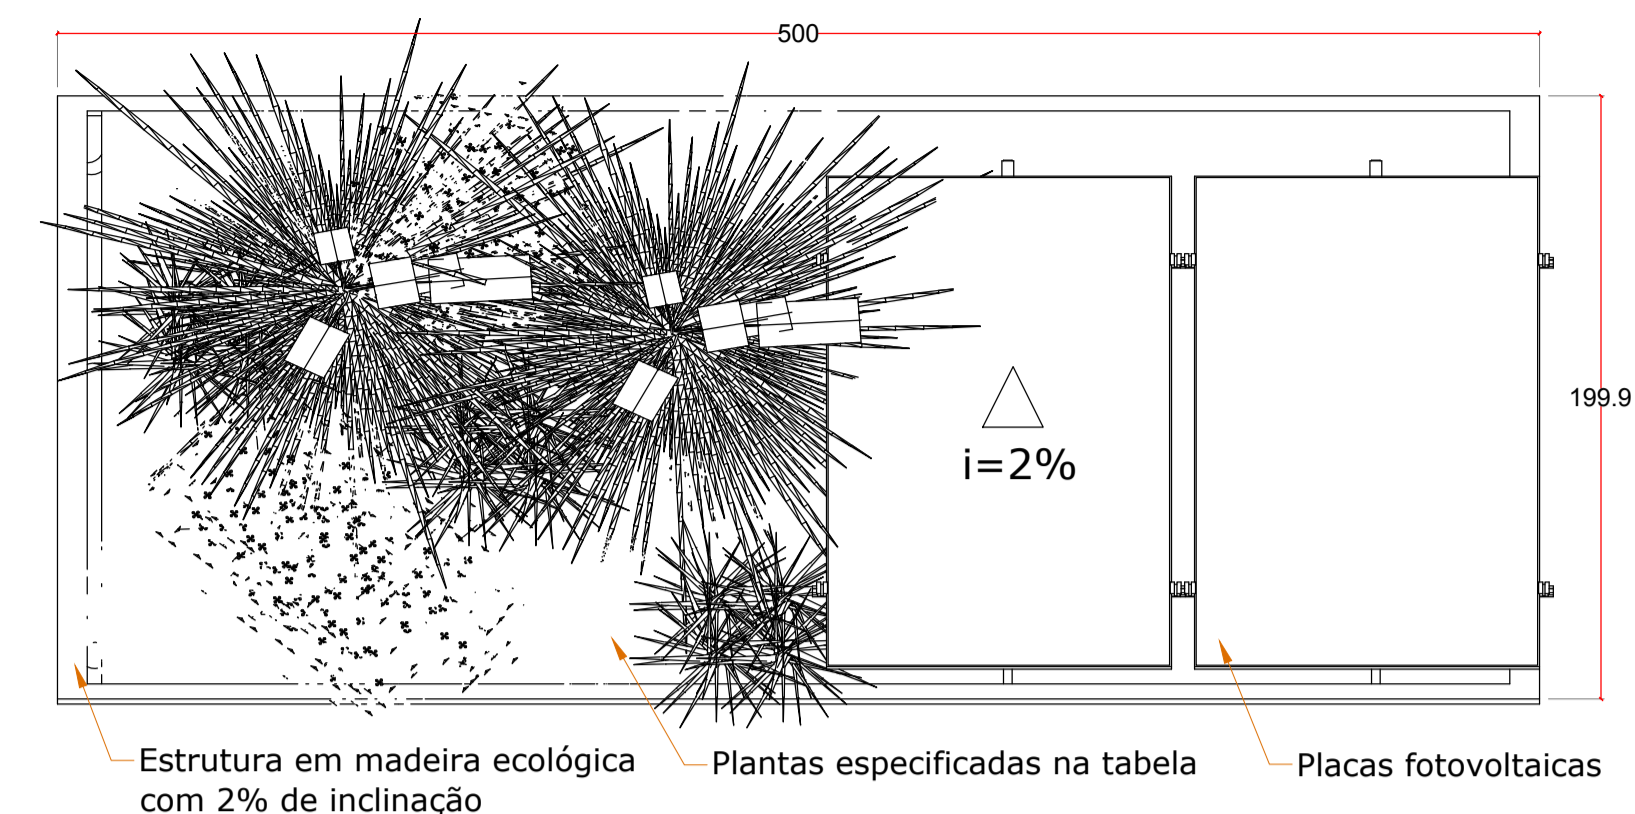 500
199.9
i=2%
Estrutura em madeira ecológica
com 2% de inclinação
Plantas especificadas na tabela
Placas fotovoltaicas